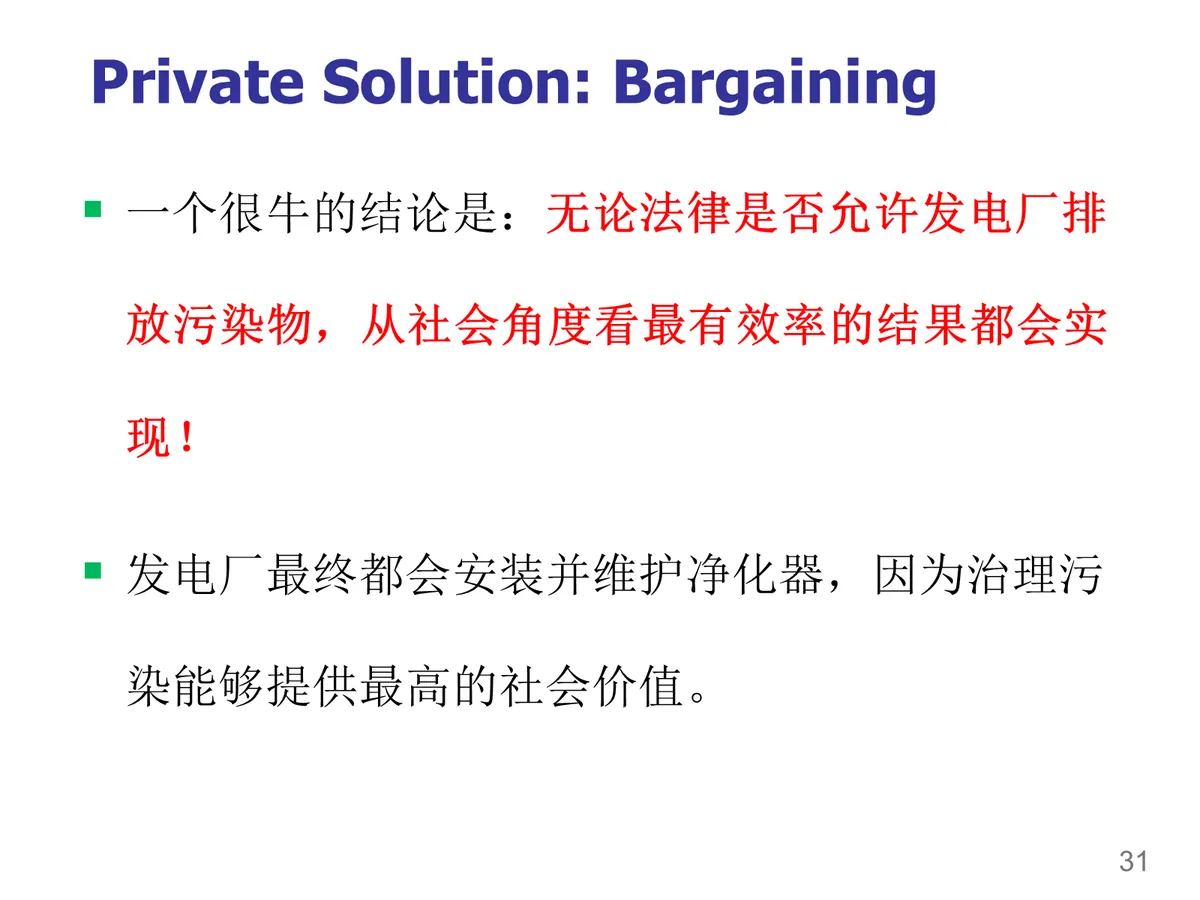 Private Solution: Bargaining
一个很牛的结论是：无论法律是否允许发电厂排
放污染物，从社会角度看最有效率的结果都会实
现！
发电厂最终都会安装并维护净化器，因为治理污
染能够提供最高的社会价值。
31